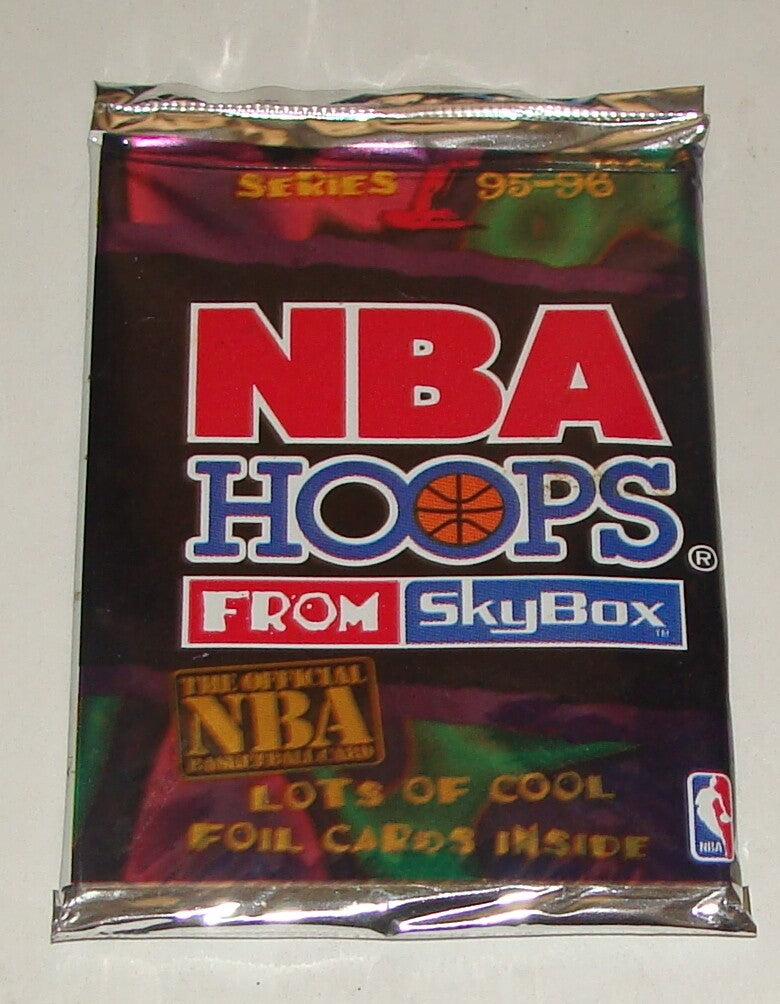 SERIES 1 95-96
NBA
HOOPS®
FROM SkyBox™
THE OFFICIAL
NBA
BASKETBALL CARD
LOTS OF COOL
FOIL CARDS INSIDE
NBA